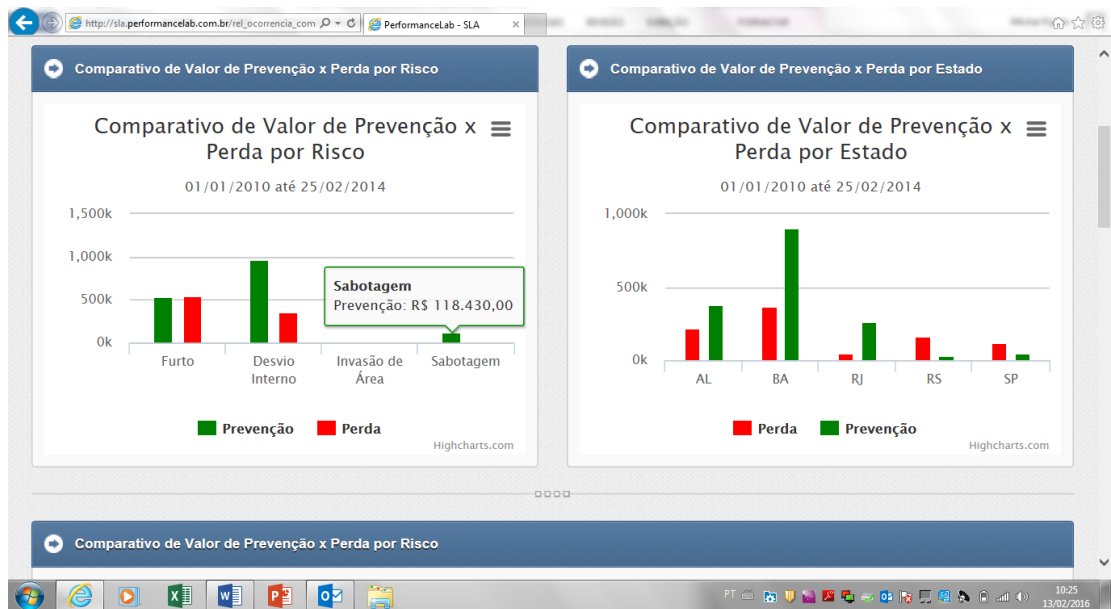 http://sla.performancelab.com.br/rel_ocorrencia_com
PerformanceLab - SLA
Comparativo de Valor de Prevenção x Perda por Risco
Comparativo de Valor de Prevenção x
Perda por Risco
01/01/2010 até 25/02/2014
1,500k
1,000k
500k
0k
Sabotagem
Prevenção: R$ 118.430,00
Furto
Desvio
Interno
Invasão de
Área
Sabotagem
Prevenção
Perda
Highcharts.com
Comparativo de Valor de Prevenção x Perda por Estado
Comparativo de Valor de Prevenção x
Perda por Estado
01/01/2010 até 25/02/2014
1,000k
500k
0k
AL
BA
RJ
RS
SP
Perda
Prevenção
Highcharts.com
Comparativo de Valor de Prevenção x Perda por Risco
PT
10:25
13/02/2016